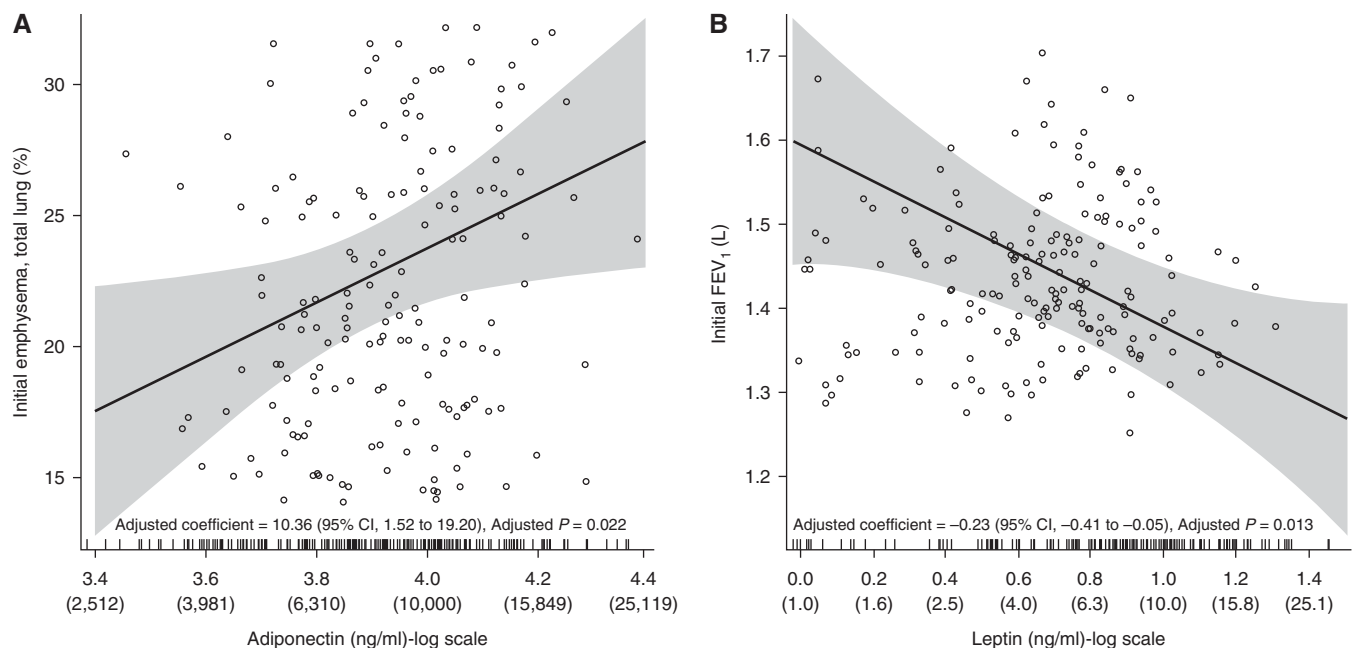 A
Initial emphysema, total lung (%)
30
25
20
15
Adjusted coefficient = 10.36 (95% CI, 1.52 to 19.20), Adjusted P = 0.022
3.4 3.6 3.8 4.0 4.2 4.4
(2,512) (3,981) (6,310) (10,000) (15,849) (25,119)
Adiponectin (ng/ml)-log scale
B
Initial FEV1 (L)
1.7
1.6
1.5
1.4
1.3
1.2
Adjusted coefficient = –0.23 (95% CI, –0.41 to –0.05), Adjusted P = 0.013
0.0 0.2 0.4 0.6 0.8 1.0 1.2 1.4
(1.0) (1.6) (2.5) (4.0) (6.3) (10.0) (15.8) (25.1)
Leptin (ng/ml)-log scale